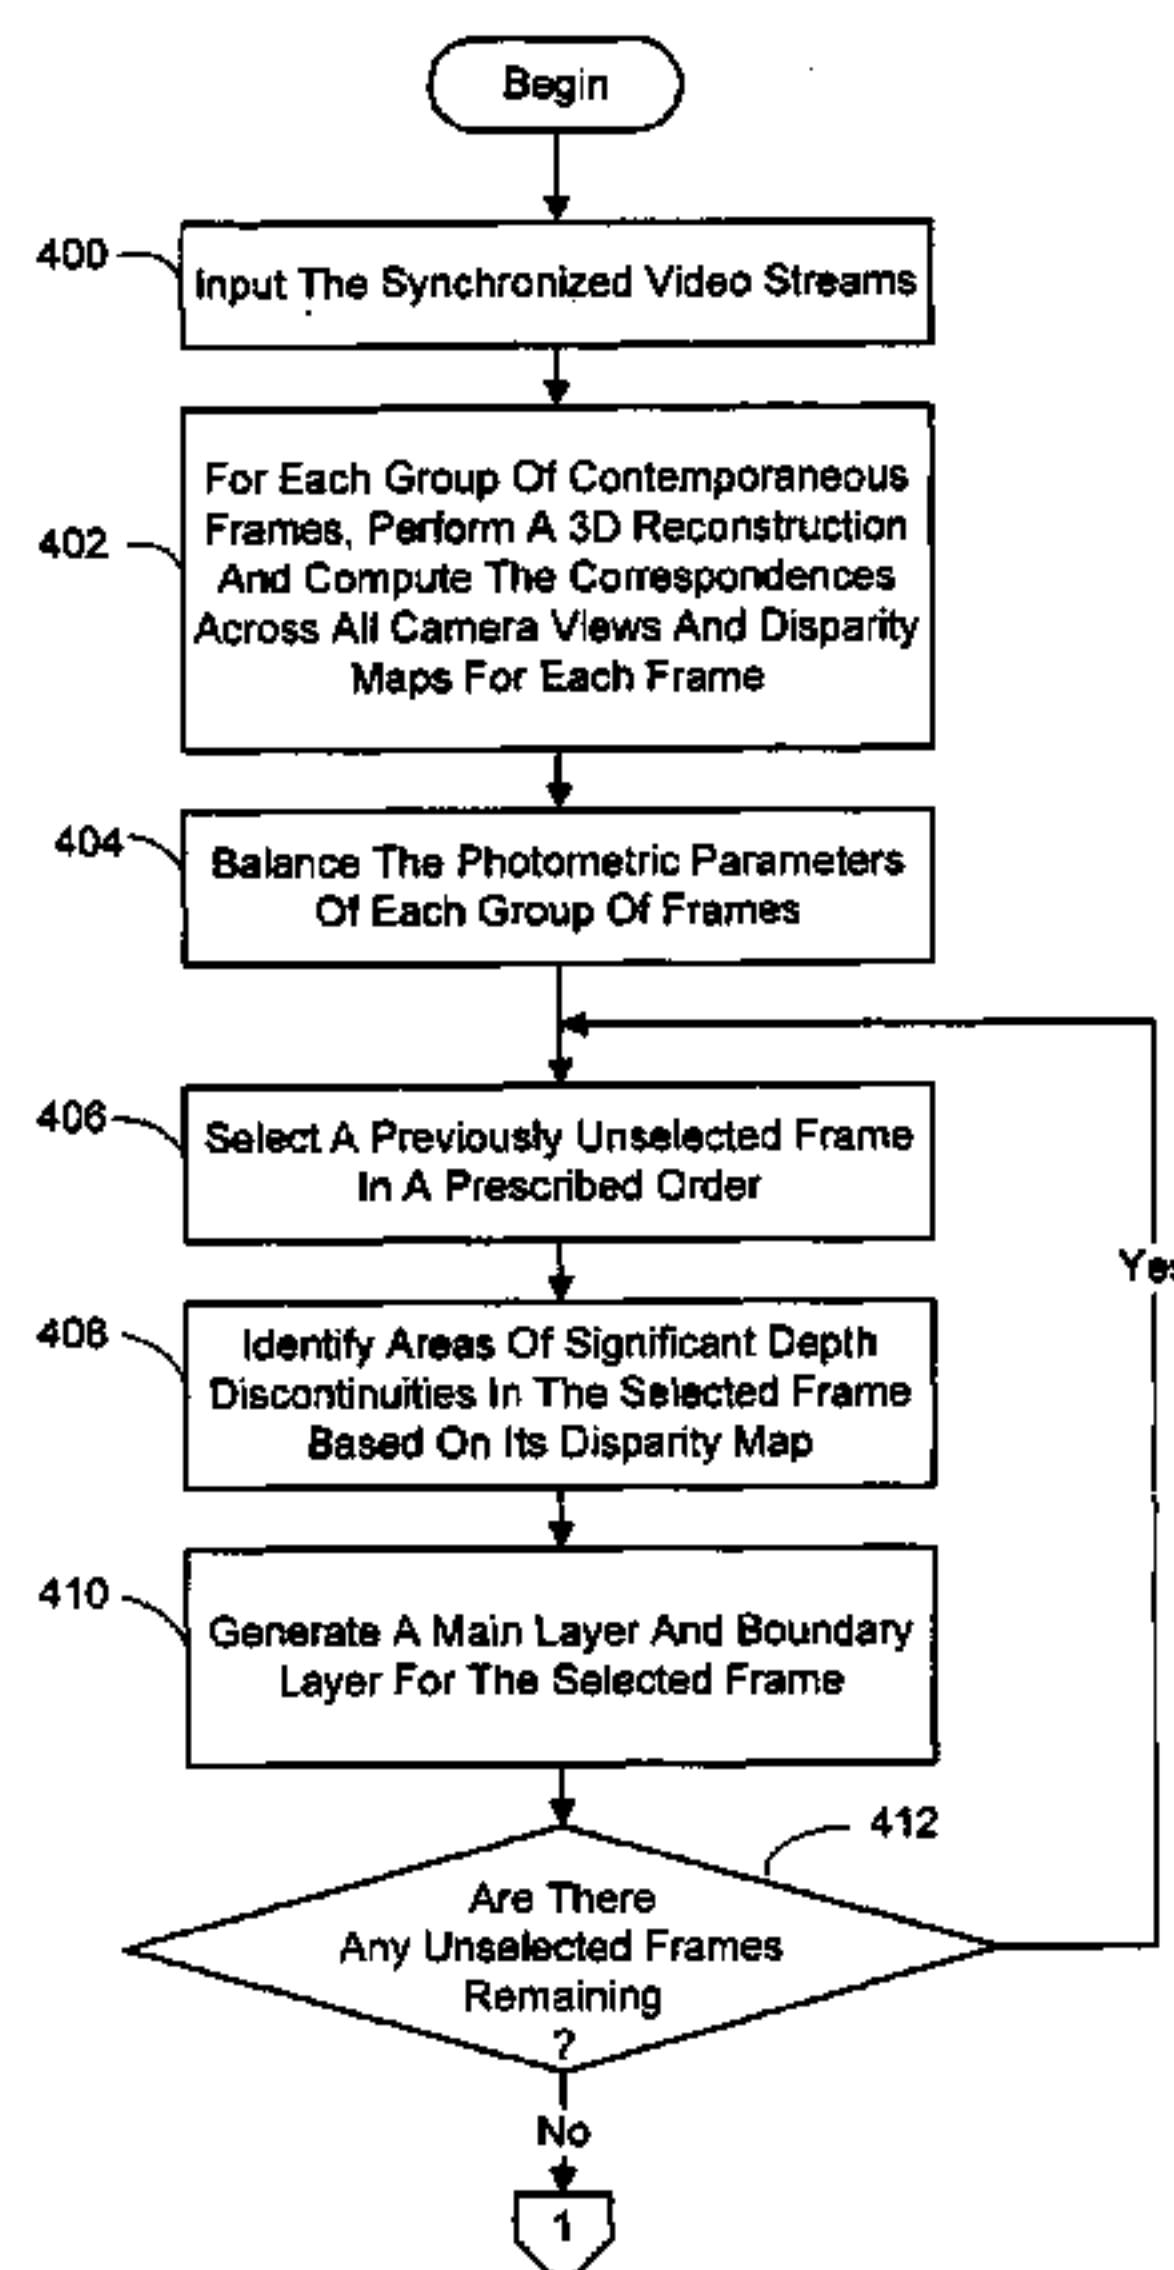 Begin
400
Input The Synchronized Video Streams
402
For Each Group Of Contemporaneous
Frames, Perform A 3D Reconstruction
And Compute The Correspondences
Across All Camera Views And Disparity
Maps For Each Frame
404
Balance The Photometric Parameters
Of Each Group Of Frames
406
Select A Previously Unselected Frame
In A Prescribed Order
Yes
408
Identify Areas Of Significant Depth
Discontinuities In The Selected Frame
Based On Its Disparity Map
410
Generate A Main Layer And Boundary
Layer For The Selected Frame
412
Are There
Any Unselected Frames
Remaining
?
No
1